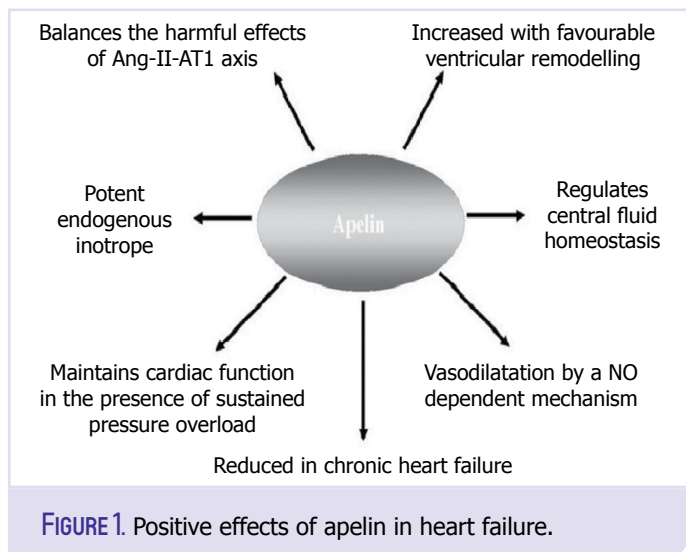 Balances the harmful effects
of Ang-II-AT1 axis
Increased with favourable
ventricular remodelling
Potent
endogenous
inotrope
Apelin
Regulates
central fluid
homeostasis
Maintains cardiac function
in the presence of sustained
pressure overload
Vasodilatation by a NO
dependent mechanism
Reduced in chronic heart failure
FIGURE 1. Positive effects of apelin in heart failure.